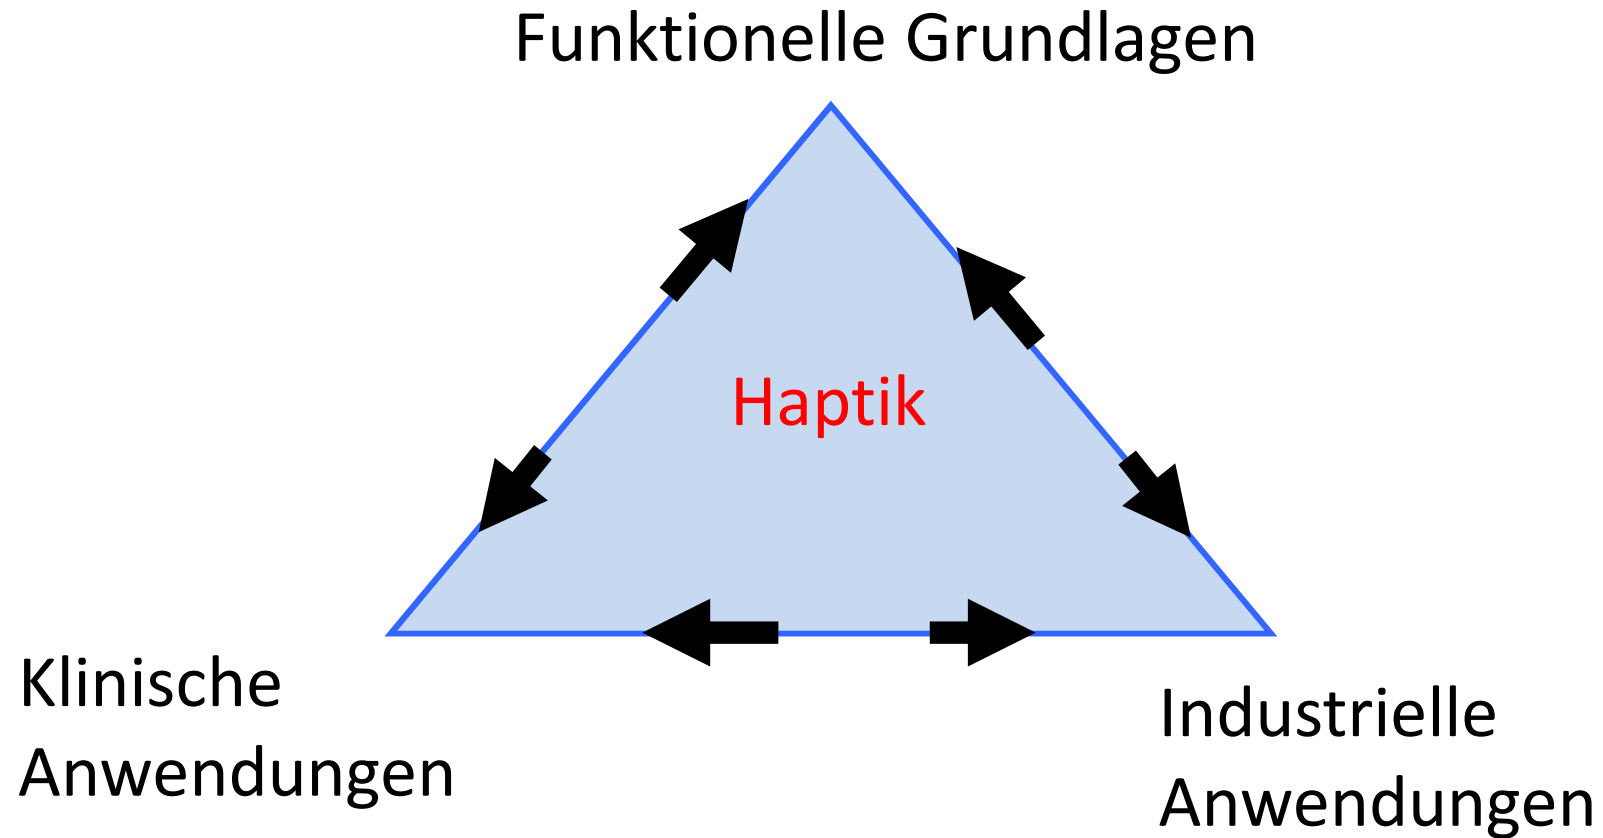 Funktionelle Grundlagen
Haptik
Klinische
Anwendungen
Industrielle
Anwendungen